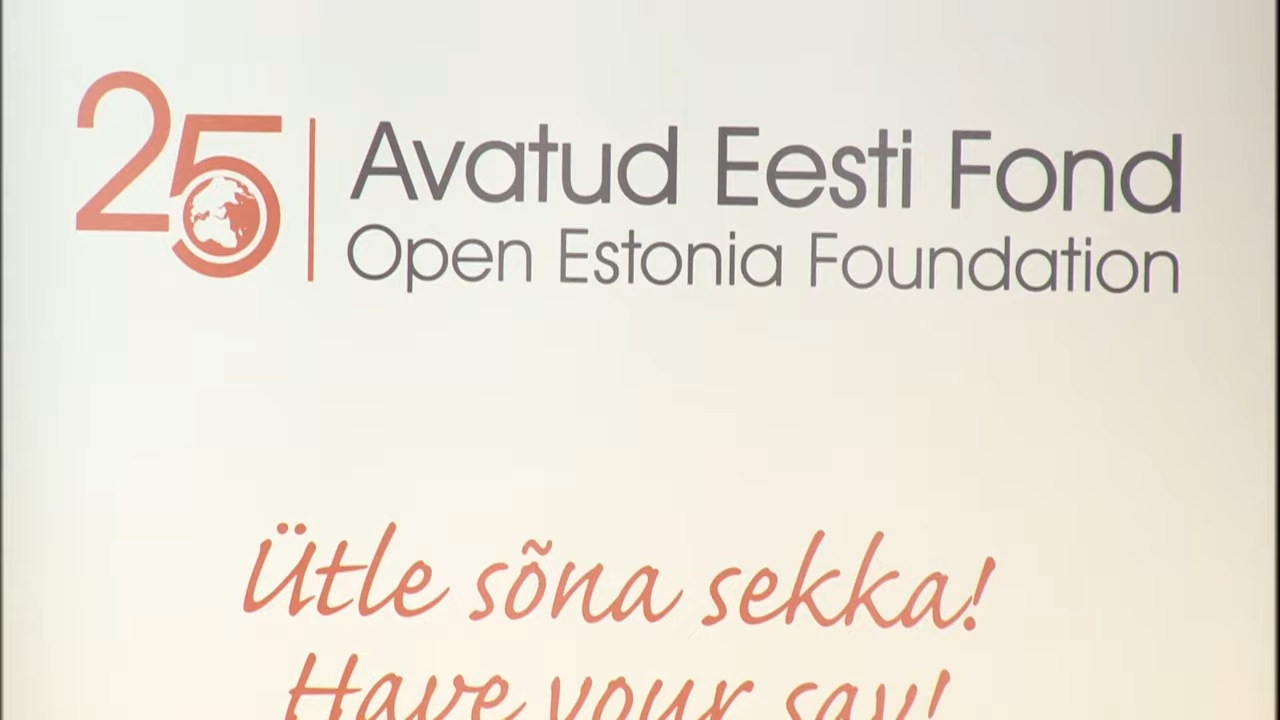 25
Avatud Eesti Fond
Open Estonia Foundation
Ütle sõna sekka!
Have your say!